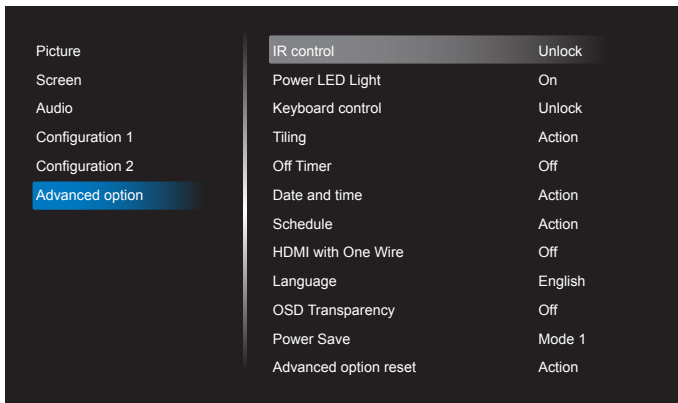 Picture
Screen
Audio
Configuration 1
Configuration 2
Advanced option
IR control Unlock
Power LED Light On
Keyboard control Unlock
Tiling Action
Off Timer Off
Date and time Action
Schedule Action
HDMI with One Wire Off
Language English
OSD Transparency Off
Power Save Mode 1
Advanced option reset Action